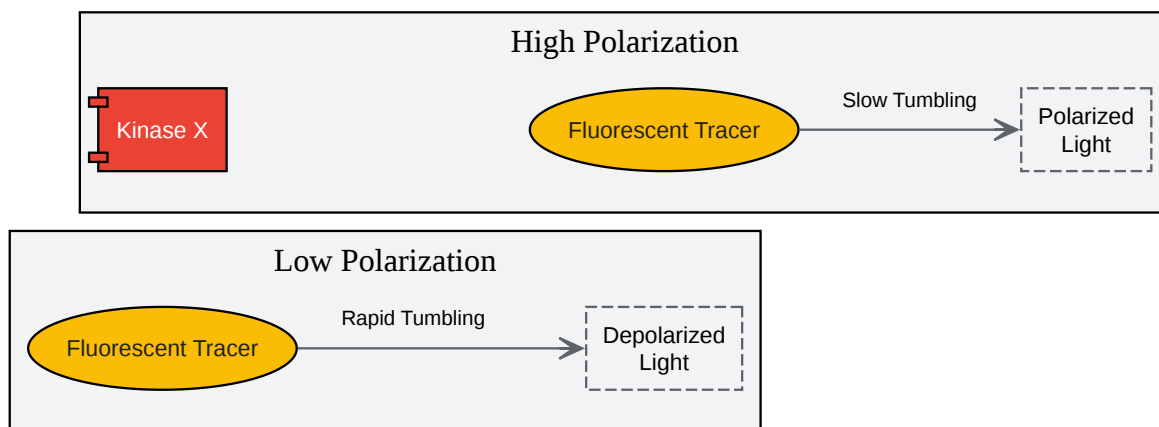 High Polarization
Kinase X
Fluorescent Tracer
Slow Tumbling
Polarized
Light
Low Polarization
Fluorescent Tracer
Rapid Tumbling
Depolarized
Light